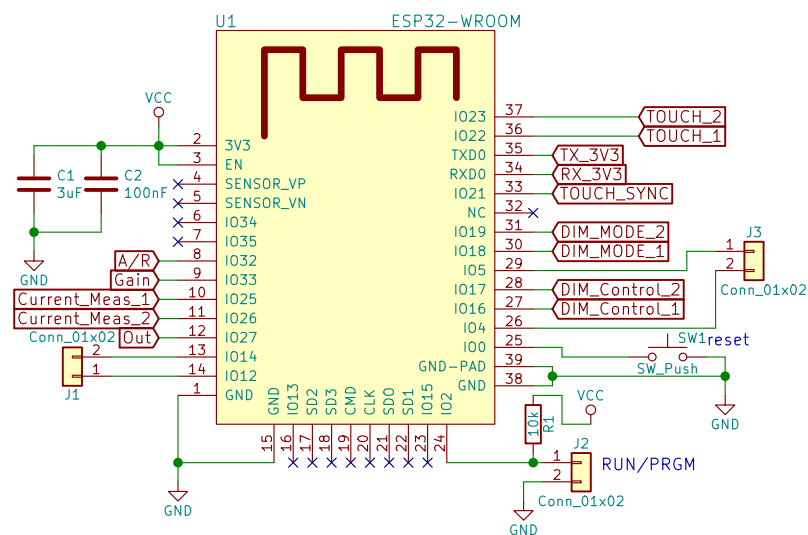 U1
ESP32-WROOM
VCC
2
3V3
3
EN
4
SENSOR_VP
5
SENSOR_VN
6
IO34
7
IO35
A/R
8
IO32
Gain
9
IO33
Current_Meas_1
10
IO25
Current_Meas_2
11
IO26
Out
12
IO27
13
IO14
14
IO12
1
GND
C1
3uF
C2
100nF
GND
Conn_01x02
2
1
J1
GND
IO23
37
TOUCH_2
IO22
36
TOUCH_1
TXD0
35
TX_3V3
RXD0
34
RX_3V3
IO21
33
TOUCH_SYNC
NC
32
IO19
31
DIM_MODE_2
IO18
30
DIM_MODE_1
IO5
29
IO17
28
DIM_Control_2
IO16
27
DIM_Control_1
IO4
26
IO0
25
GND-PAD
39
GND
38
J3
1
2
Conn_01x02
SW1
reset
SW_Push
GND
GND
IO13
SD2
SD3
CMD
CLK
SD0
SD1
IO15
IO2
15
16
17
18
19
20
21
22
23
24
VCC
10k
R1
J2
1
2
RUN/PRGM
Conn_01x02
GND